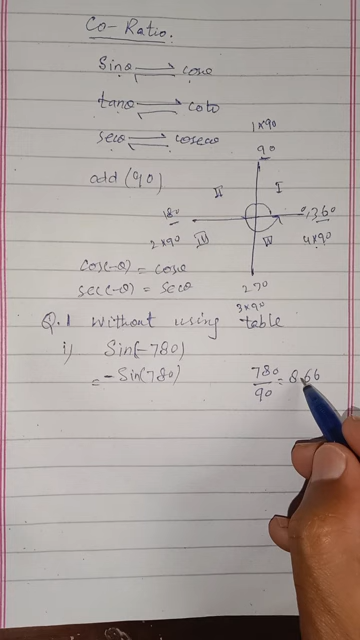 Co-Ratio.
Sinθ ⇌ cosθ
tanθ ⇌ cotθ
secθ ⇌ cosecθ
add (90)
1×90
90
II
I
180
0,360
2×90
III
IV
4×90
270
3×90
cos(-θ) = cosθ
sec(-θ) = secθ
Q.1 Without using table
i) Sin(-780)
= -Sin(780)
780/90 = 8.66